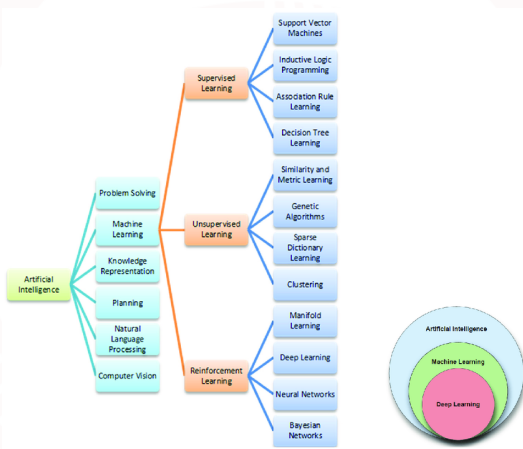 Support Vector
Machines
Inductive Logic
Programming
Supervised
Learning
Association Rule
Learning
Decision Tree
Learning
Similarity and
Metric Learning
Problem Solving
Genetic
Algorithms
Machine
Learning
Unsupervised
Learning
Sparse
Dictionary
Learning
Knowledge
Representation
Artificial
Intelligence
Clustering
Planning
Manifold
Learning
Natural
Language
Processing
Deep Learning
Computer Vision
Reinforcement
Learning
Neural Networks
Bayesian
Networks
Artificial Intelligence
Machine Learning
Deep Learning